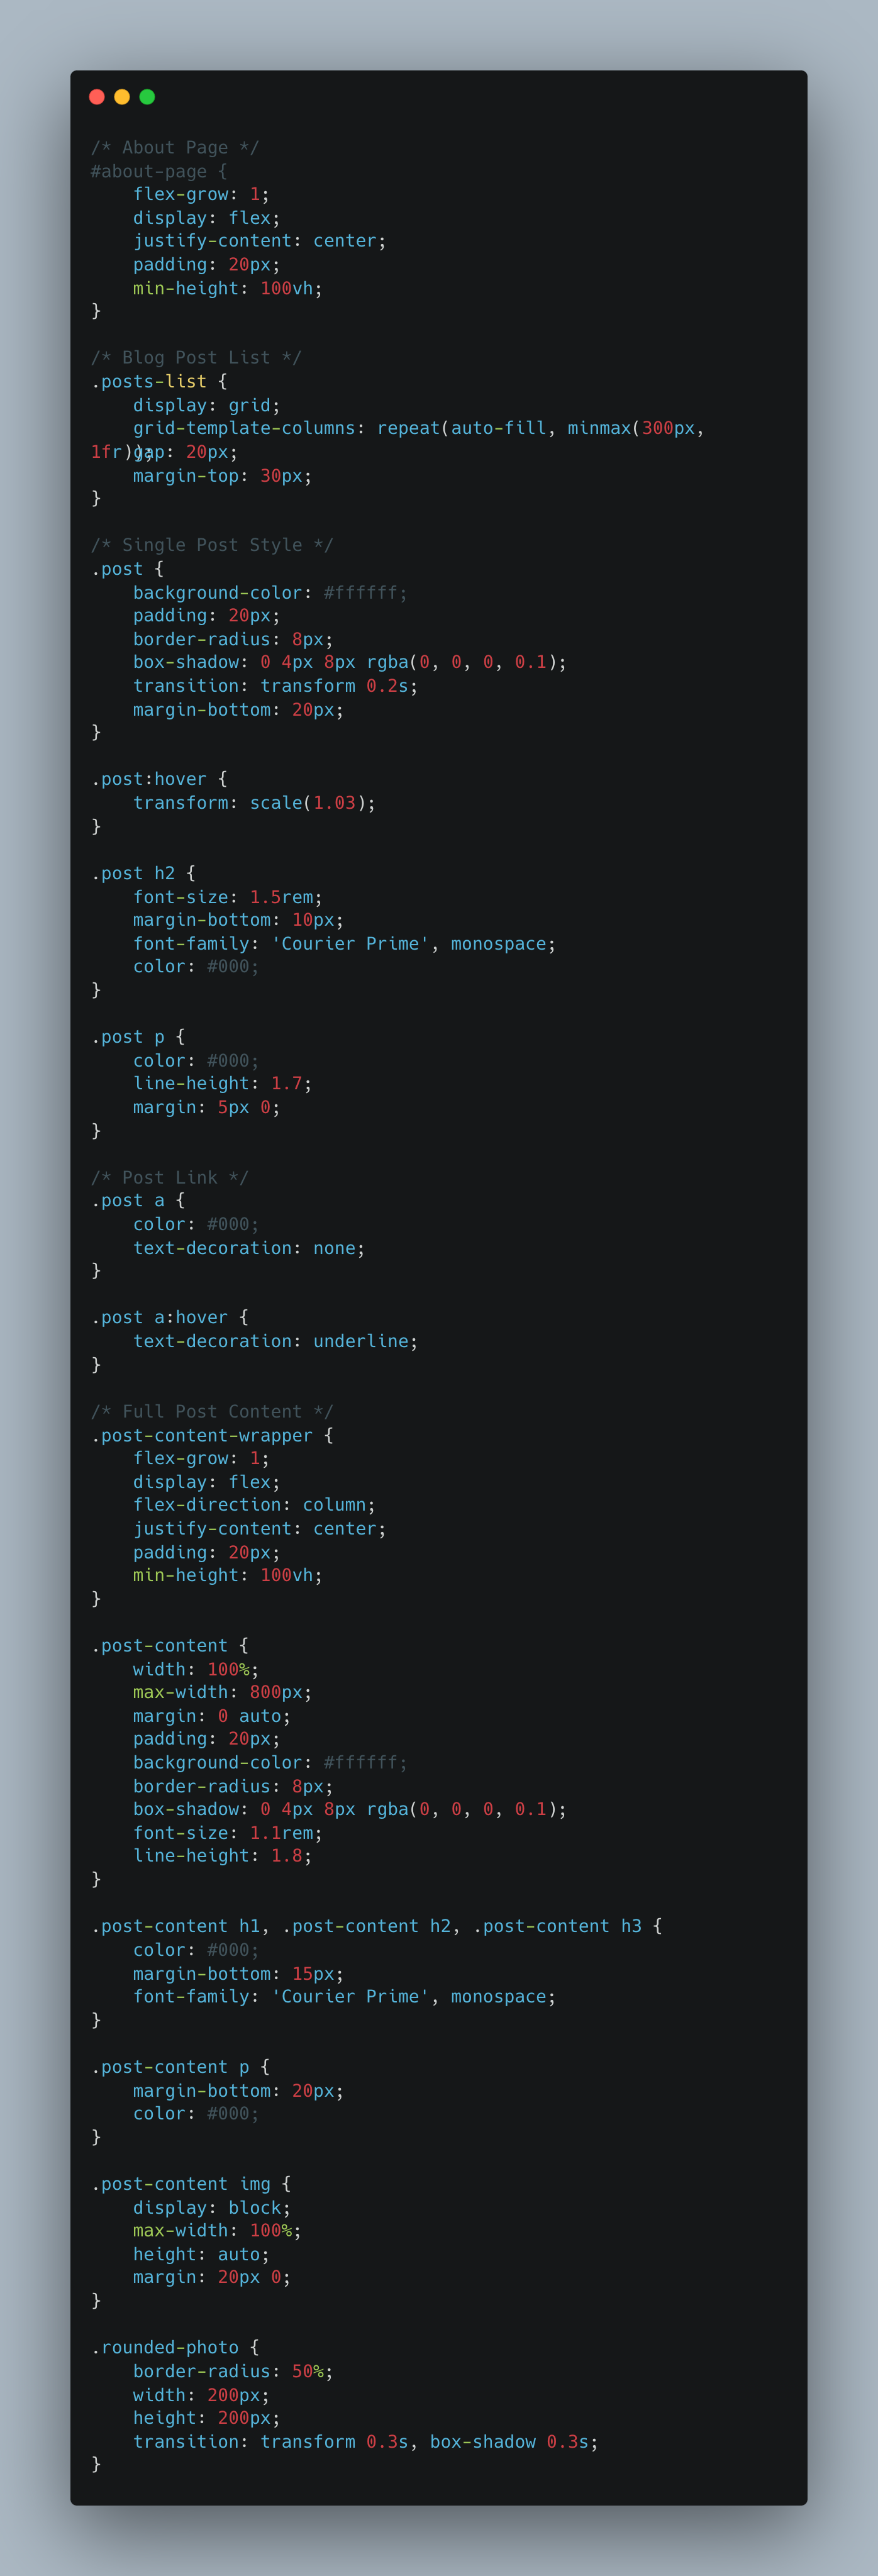 /* About Page */
#about-page {
    flex-grow: 1;
    display: flex;
    justify-content: center;
    padding: 20px;
    min-height: 100vh;
}

/* Blog Post List */
.posts-list {
    display: grid;
    grid-template-columns: repeat(auto-fill, minmax(300px,
1fr));
    gap: 20px;
    margin-top: 30px;
}

/* Single Post Style */
.post {
    background-color: #ffffff;
    padding: 20px;
    border-radius: 8px;
    box-shadow: 0 4px 8px rgba(0, 0, 0, 0.1);
    transition: transform 0.2s;
    margin-bottom: 20px;
}

.post:hover {
    transform: scale(1.03);
}

.post h2 {
    font-size: 1.5rem;
    margin-bottom: 10px;
    font-family: 'Courier Prime', monospace;
    color: #000;
}

.post p {
    color: #000;
    line-height: 1.7;
    margin: 5px 0;
}

/* Post Link */
.post a {
    color: #000;
    text-decoration: none;
}

.post a:hover {
    text-decoration: underline;
}

/* Full Post Content */
.post-content-wrapper {
    flex-grow: 1;
    display: flex;
    flex-direction: column;
    justify-content: center;
    padding: 20px;
    min-height: 100vh;
}

.post-content {
    width: 100%;
    max-width: 800px;
    margin: 0 auto;
    padding: 20px;
    background-color: #ffffff;
    border-radius: 8px;
    box-shadow: 0 4px 8px rgba(0, 0, 0, 0.1);
    font-size: 1.1rem;
    line-height: 1.8;
}

.post-content h1, .post-content h2, .post-content h3 {
    color: #000;
    margin-bottom: 15px;
    font-family: 'Courier Prime', monospace;
}

.post-content p {
    margin-bottom: 20px;
    color: #000;
}

.post-content img {
    display: block;
    max-width: 100%;
    height: auto;
    margin: 20px 0;
}

.rounded-photo {
    border-radius: 50%;
    width: 200px;
    height: 200px;
    transition: transform 0.3s, box-shadow 0.3s;
}